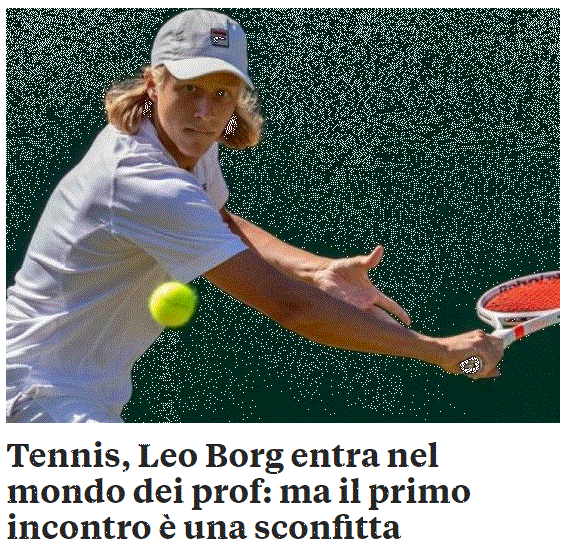 Tennis, Leo Borg entra nel
mondo dei prof: ma il primo
incontro è una sconfitta